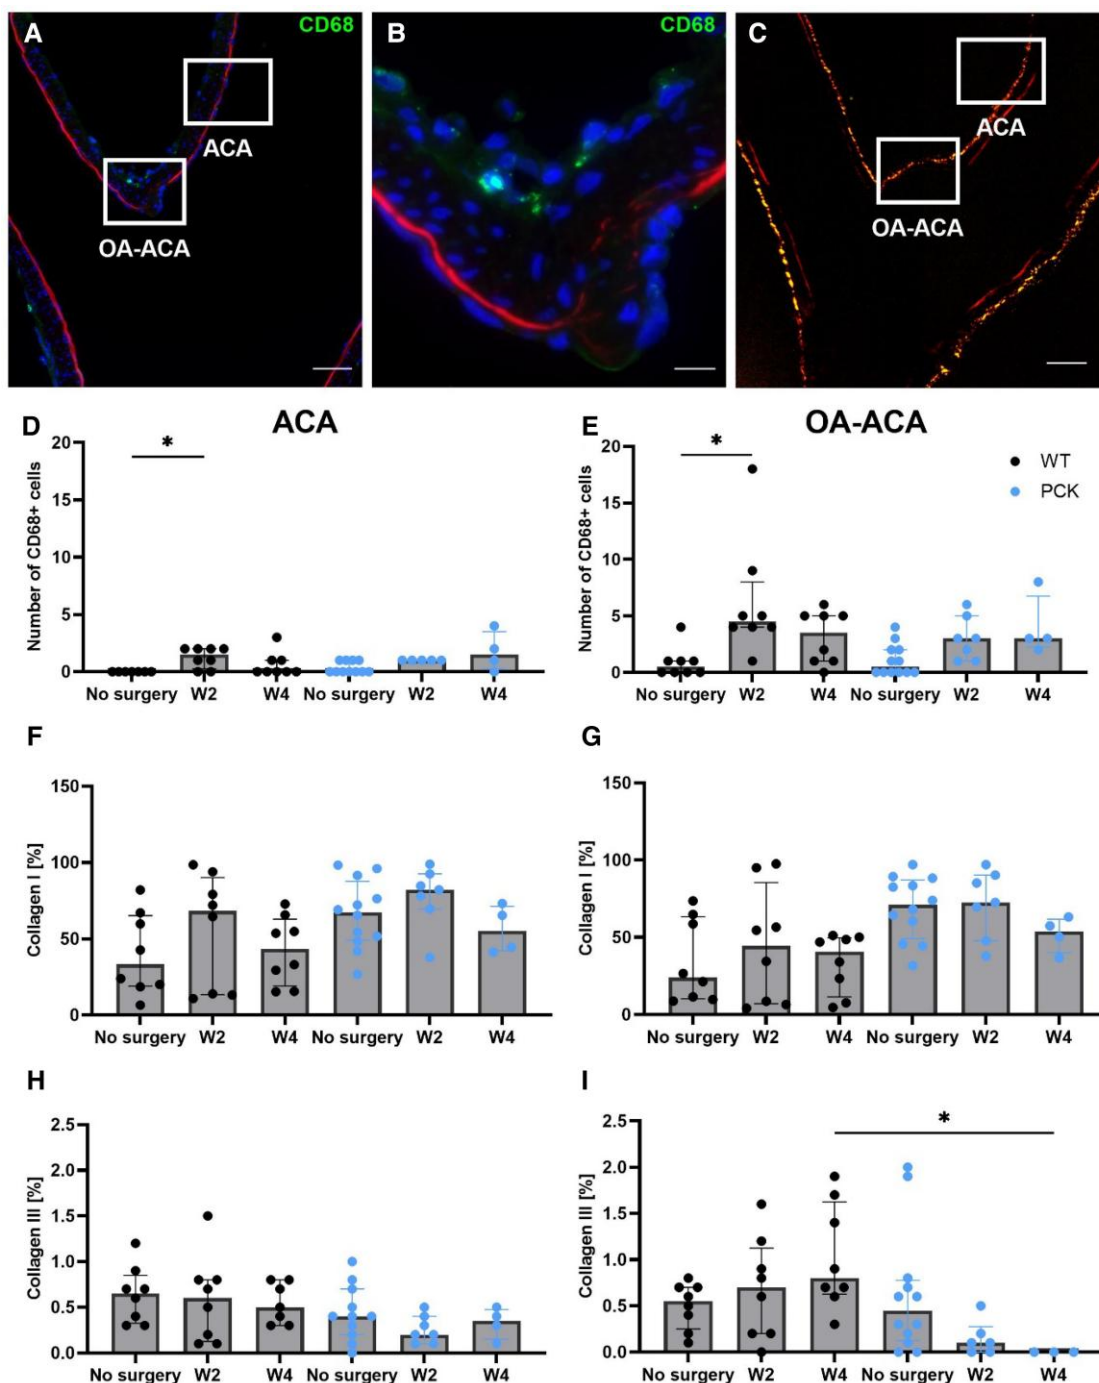 A
CD68
ACA
OA-ACA
B
CD68
C
ACA
OA-ACA
D
ACA
Number of CD68+ cells
20
15
10
5
0
*
No surgery W2 W4 No surgery W2 W4
E
OA-ACA
Number of CD68+ cells
20
15
10
5
0
*
WT
PCK
No surgery W2 W4 No surgery W2 W4
F
Collagen I [%]
150
100
50
0
No surgery W2 W4 No surgery W2 W4
G
Collagen I [%]
150
100
50
0
No surgery W2 W4 No surgery W2 W4
H
Collagen III [%]
2.5
2.0
1.5
1.0
0.5
0.0
No surgery W2 W4 No surgery W2 W4
I
Collagen III [%]
2.5
2.0
1.5
1.0
0.5
0.0
*
No surgery W2 W4 No surgery W2 W4